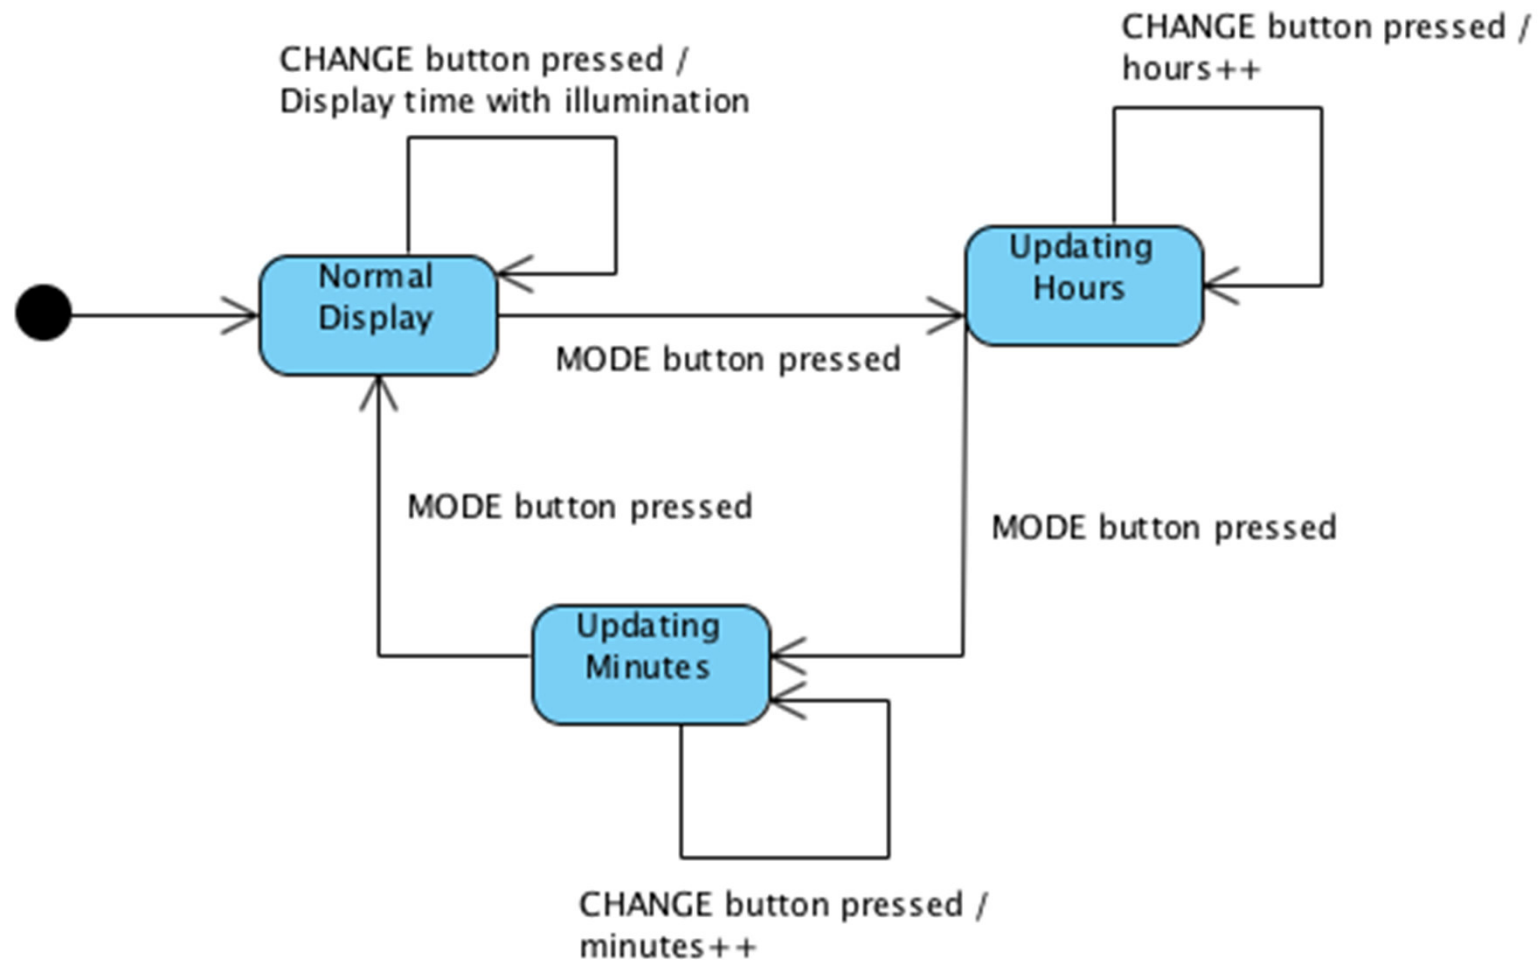 CHANGE button pressed /
Display time with illumination
CHANGE button pressed /
hours++
Normal
Display
Updating
Hours
MODE button pressed
MODE button pressed
MODE button pressed
Updating
Minutes
CHANGE button pressed /
minutes++